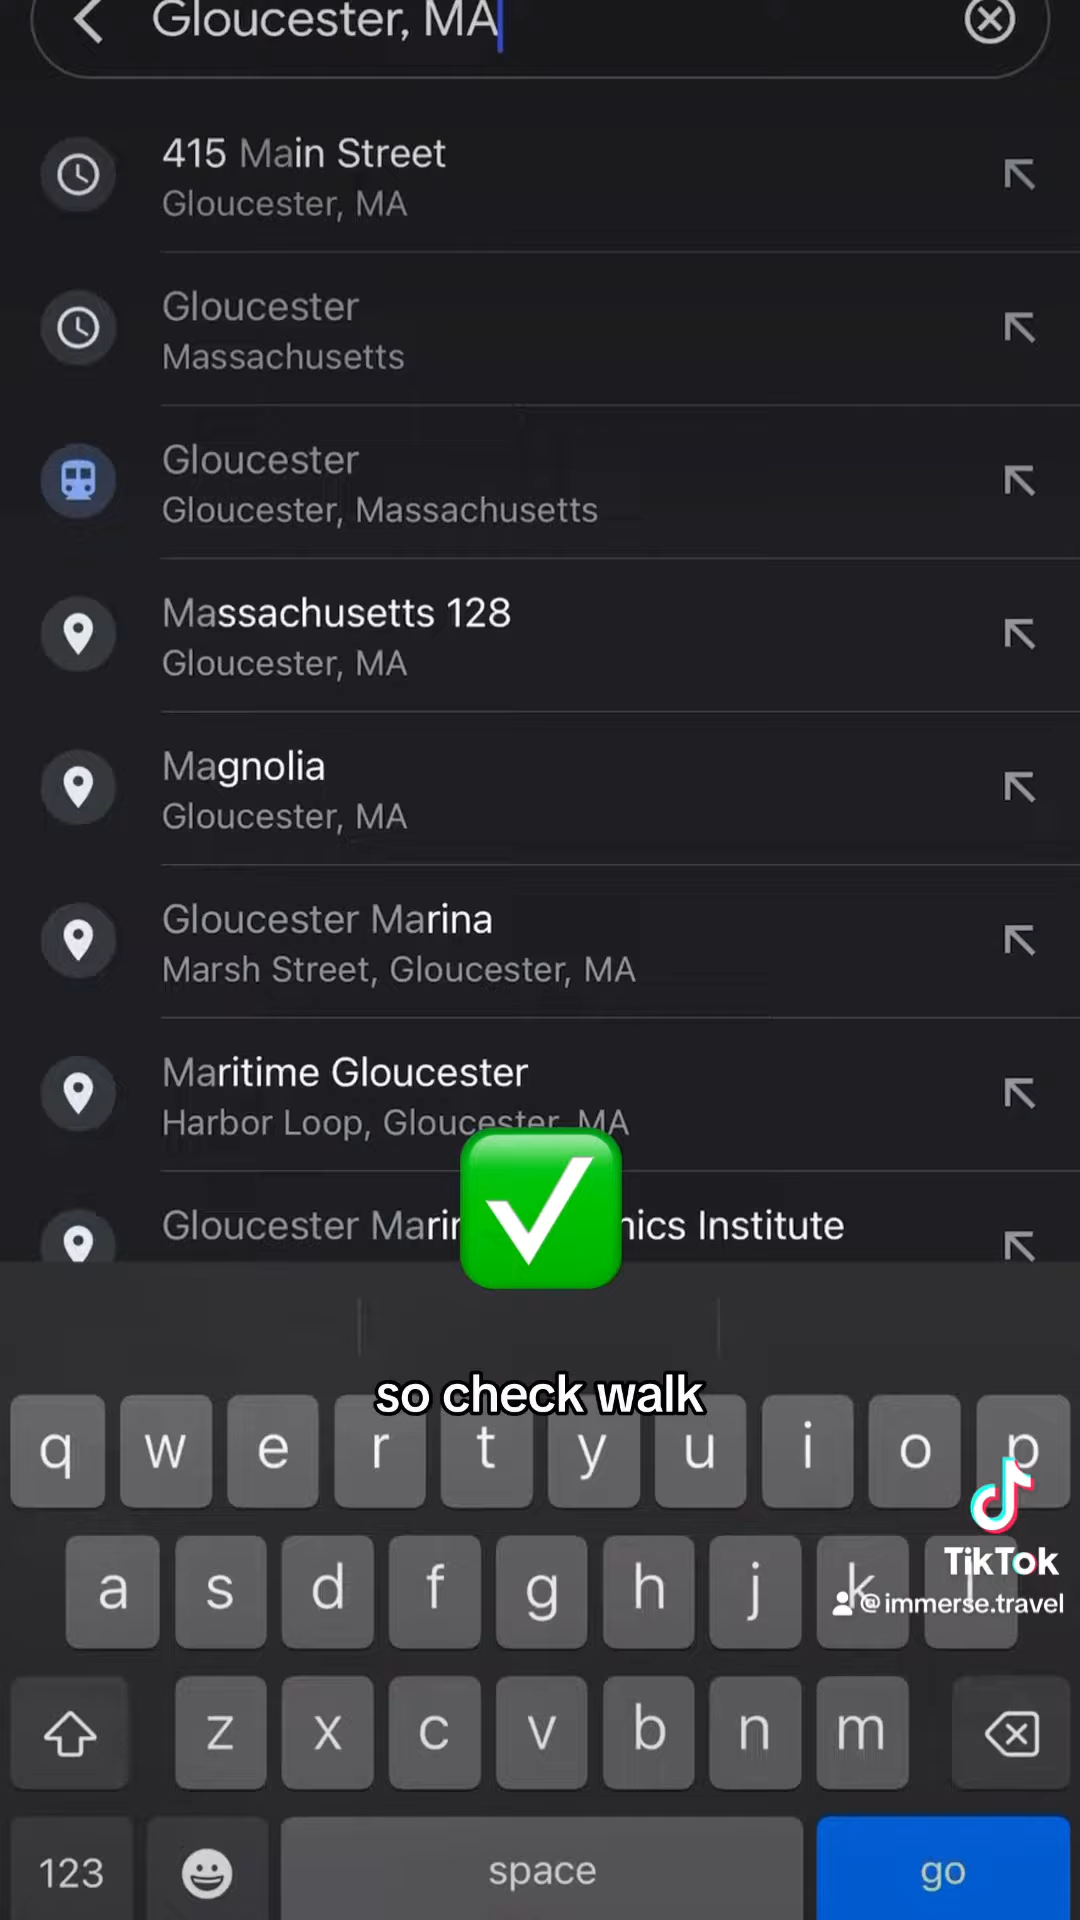 Gloucester, MA
415 Main Street
Gloucester, MA
Gloucester
Massachusetts
Gloucester
Gloucester, Massachusetts
Massachusetts 128
Gloucester, MA
Magnolia
Gloucester, MA
Gloucester Marina
Marsh Street, Gloucester, MA
Maritime Gloucester
Harbor Loop, Gloucester, MA
Gloucester Institute
so check walk
q w e r t y u i o p
TikTok
a s d f g h j k l
@immerse.travel
z x c v b n m
123 space go